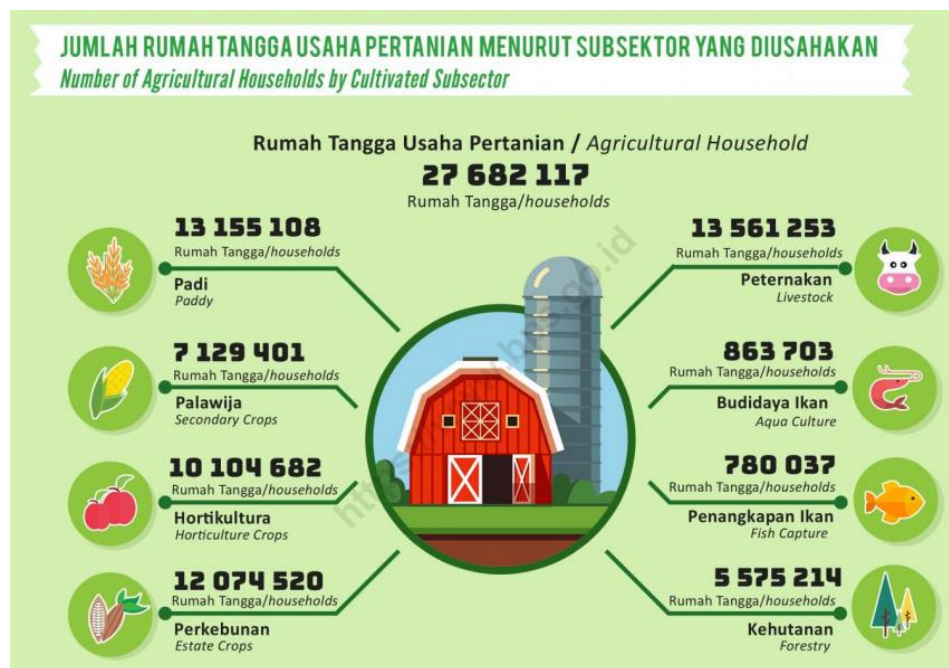 JUMLAH RUMAH TANGGA USAHA PERTANIAN MENURUT SUBSEKTOR YANG DIUSAHAKAN
Number of Agricultural Households by Cultivated Subsector
Rumah Tangga Usaha Pertanian / Agricultural Household
27 682 117
Rumah Tangga/households
13 155 108
Rumah Tangga/households
Padi
Paddy
7 129 401
Rumah Tangga/households
Palawija
Secondary Crops
10 104 682
Rumah Tangga/households
Hortikultura
Horticulture Crops
12 074 520
Rumah Tangga/households
Perkebunan
Estate Crops
13 561 253
Rumah Tangga/households
Peternakan
Livestock
863 703
Rumah Tangga/households
Budidaya Ikan
Aqua Culture
780 037
Rumah Tangga/households
Penangkapan Ikan
Fish Capture
5 575 214
Rumah Tangga/households
Kehutanan
Forestry